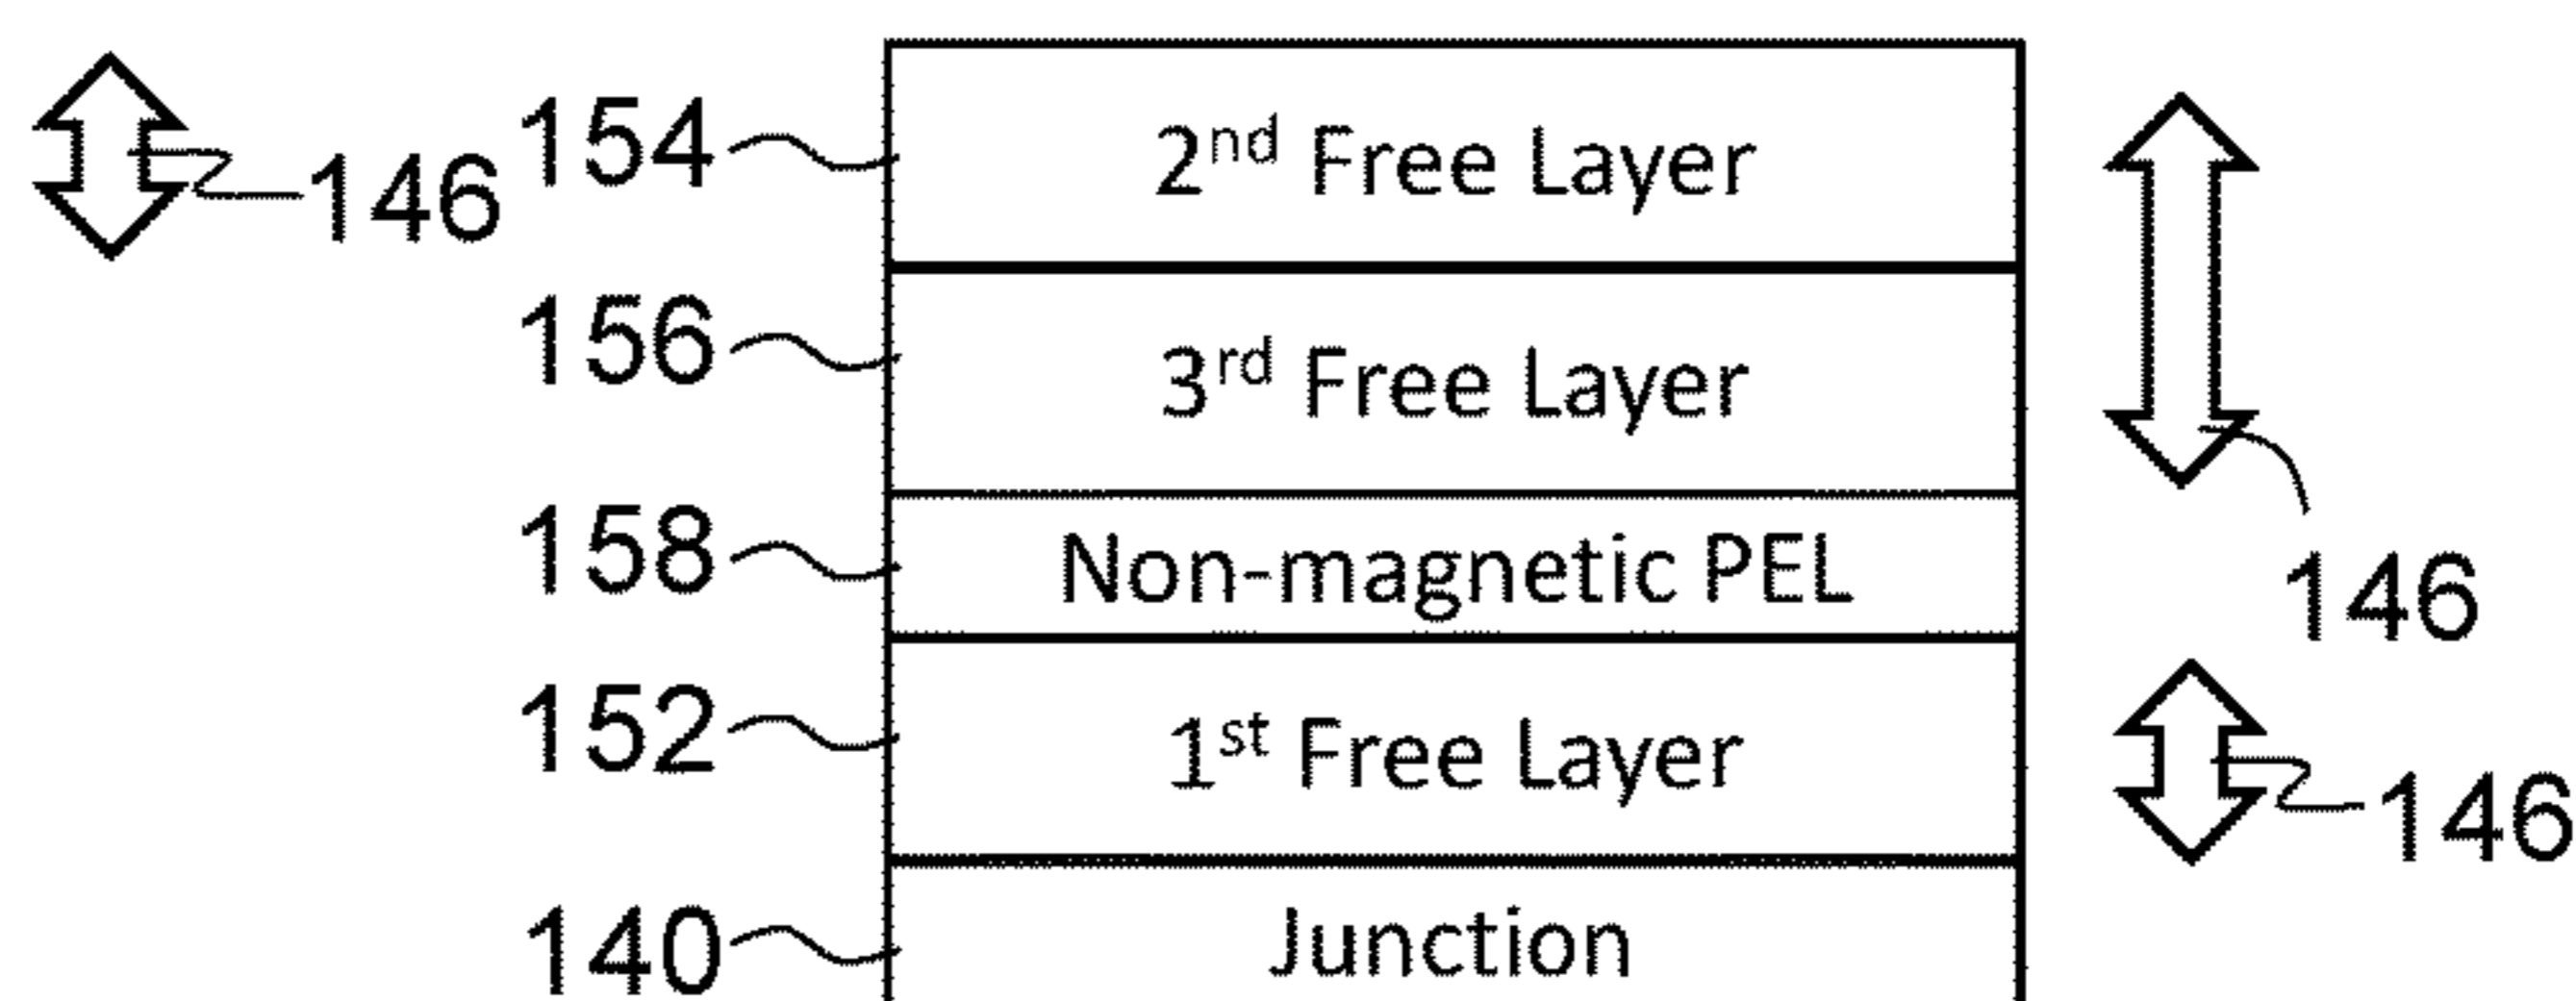 154 2nd Free Layer
146
156 3rd Free Layer
158 Non-magnetic PEL
146
152 1st Free Layer
146
140 Junction